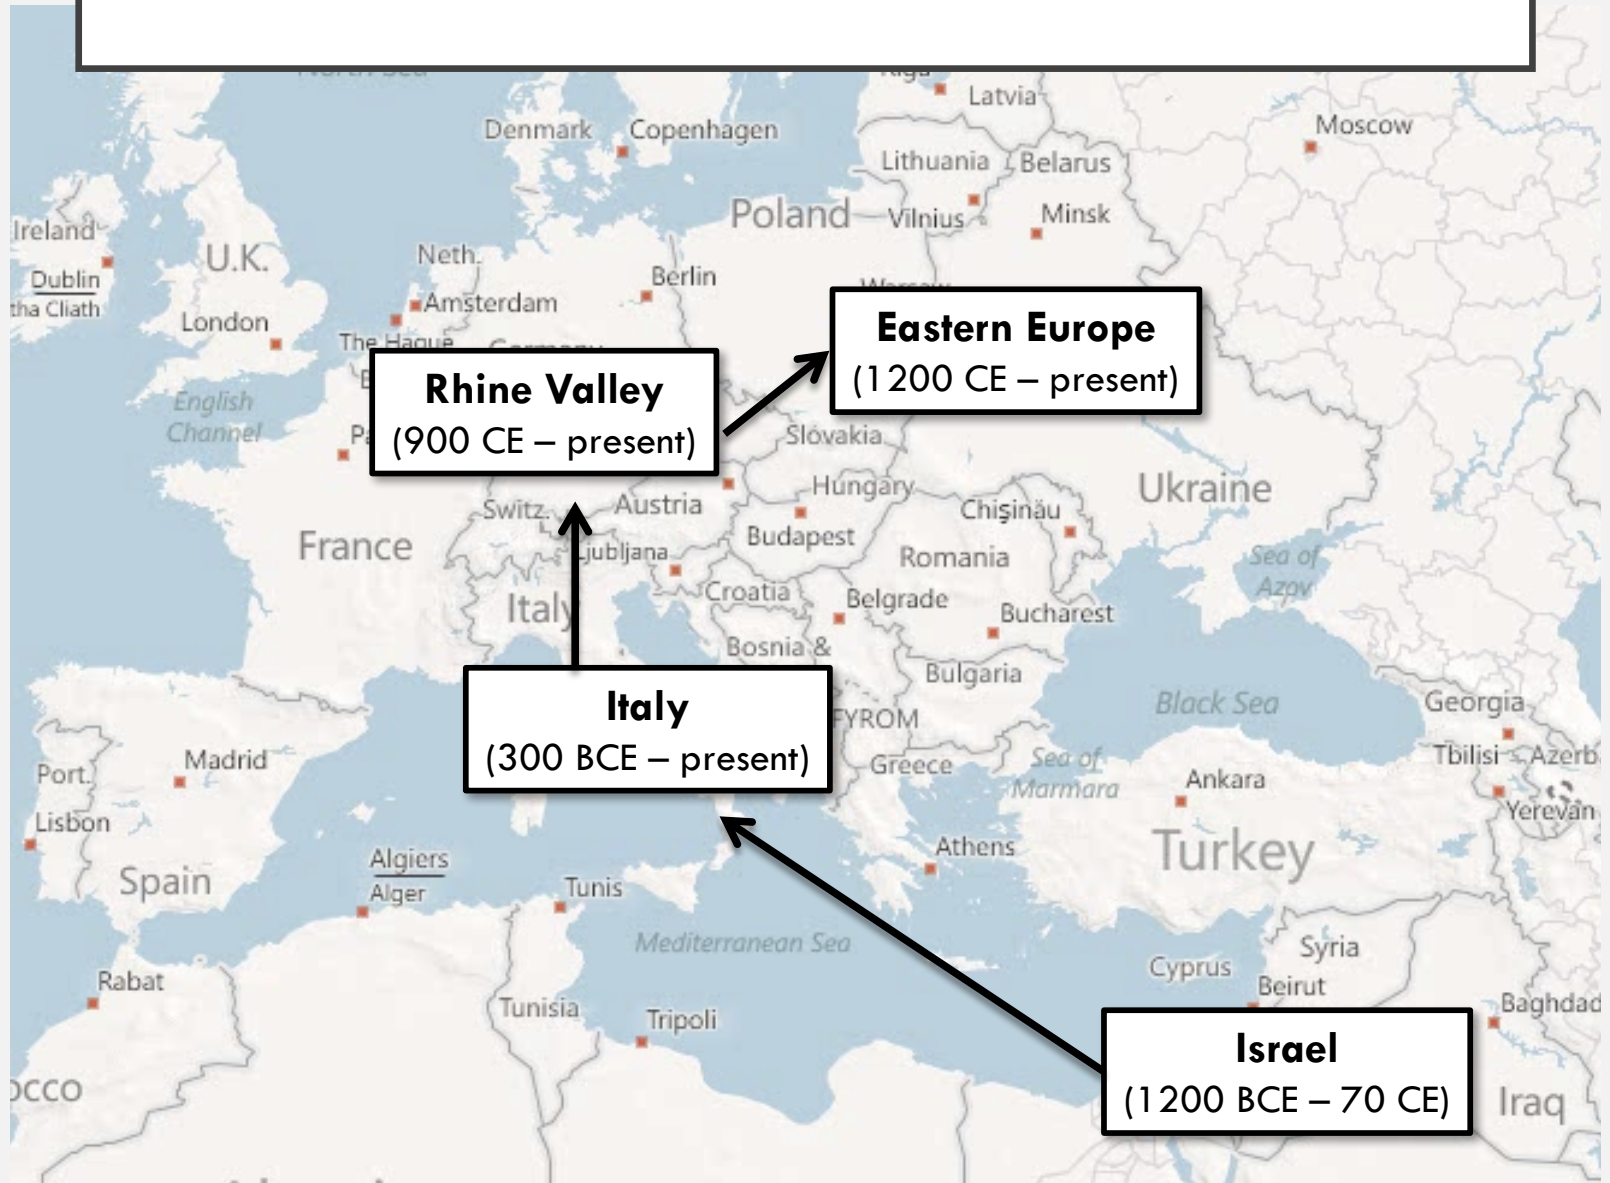 Latvia
Moscow
Denmark
Copenhagen
Lithuania
Belarus
Poland
Vilnius
Minsk
Ireland
U.K.
Neth.
Dublin
Berlin
Amsterdam
London
The Hague
Eastern Europe
(1200 CE – present)
Rhine Valley
(900 CE – present)
English
Channel
Slovakia
Hungary
Ukraine
Switz.
Austria
Chişinău
France
Budapest
Romania
Sea of
Azov
Croatia
Belgrade
Italy
Bucharest
Bosnia &
Bulgaria
Italy
(300 BCE – present)
Black Sea
Georgia
FYROM
Madrid
Port.
Greece
Sea of
Marmara
Tbilisi
Azerb.
Ankara
Yerevan
Lisbon
Turkey
Athens
Algiers
Alger
Spain
Tunis
Mediterranean Sea
Syria
Cyprus
Beirut
Rabat
Tunisia
Tripoli
Baghdad
Israel
(1200 BCE – 70 CE)
Iraq